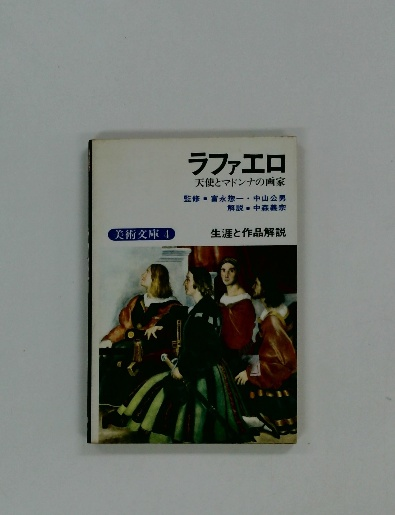 ラファエロ
天使とマドンナの画家
監修■富永惣一・中山公男
解説■中森義宗
美術文庫 4
生涯と作品解説